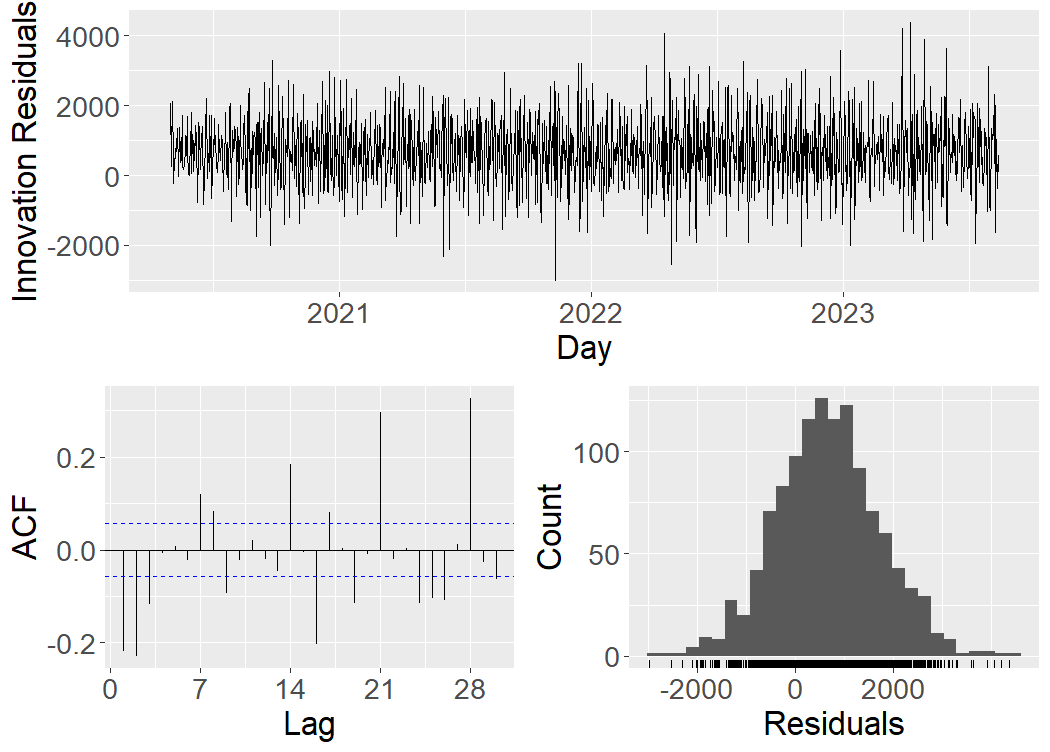 Innovation Residuals
4000
2000
0
-2000
2021 2022 2023
Day
ACF
0.2
0.0
-0.2
0 7 14 21 28
Lag
Count
100
50
0
-2000 0 2000
Residuals